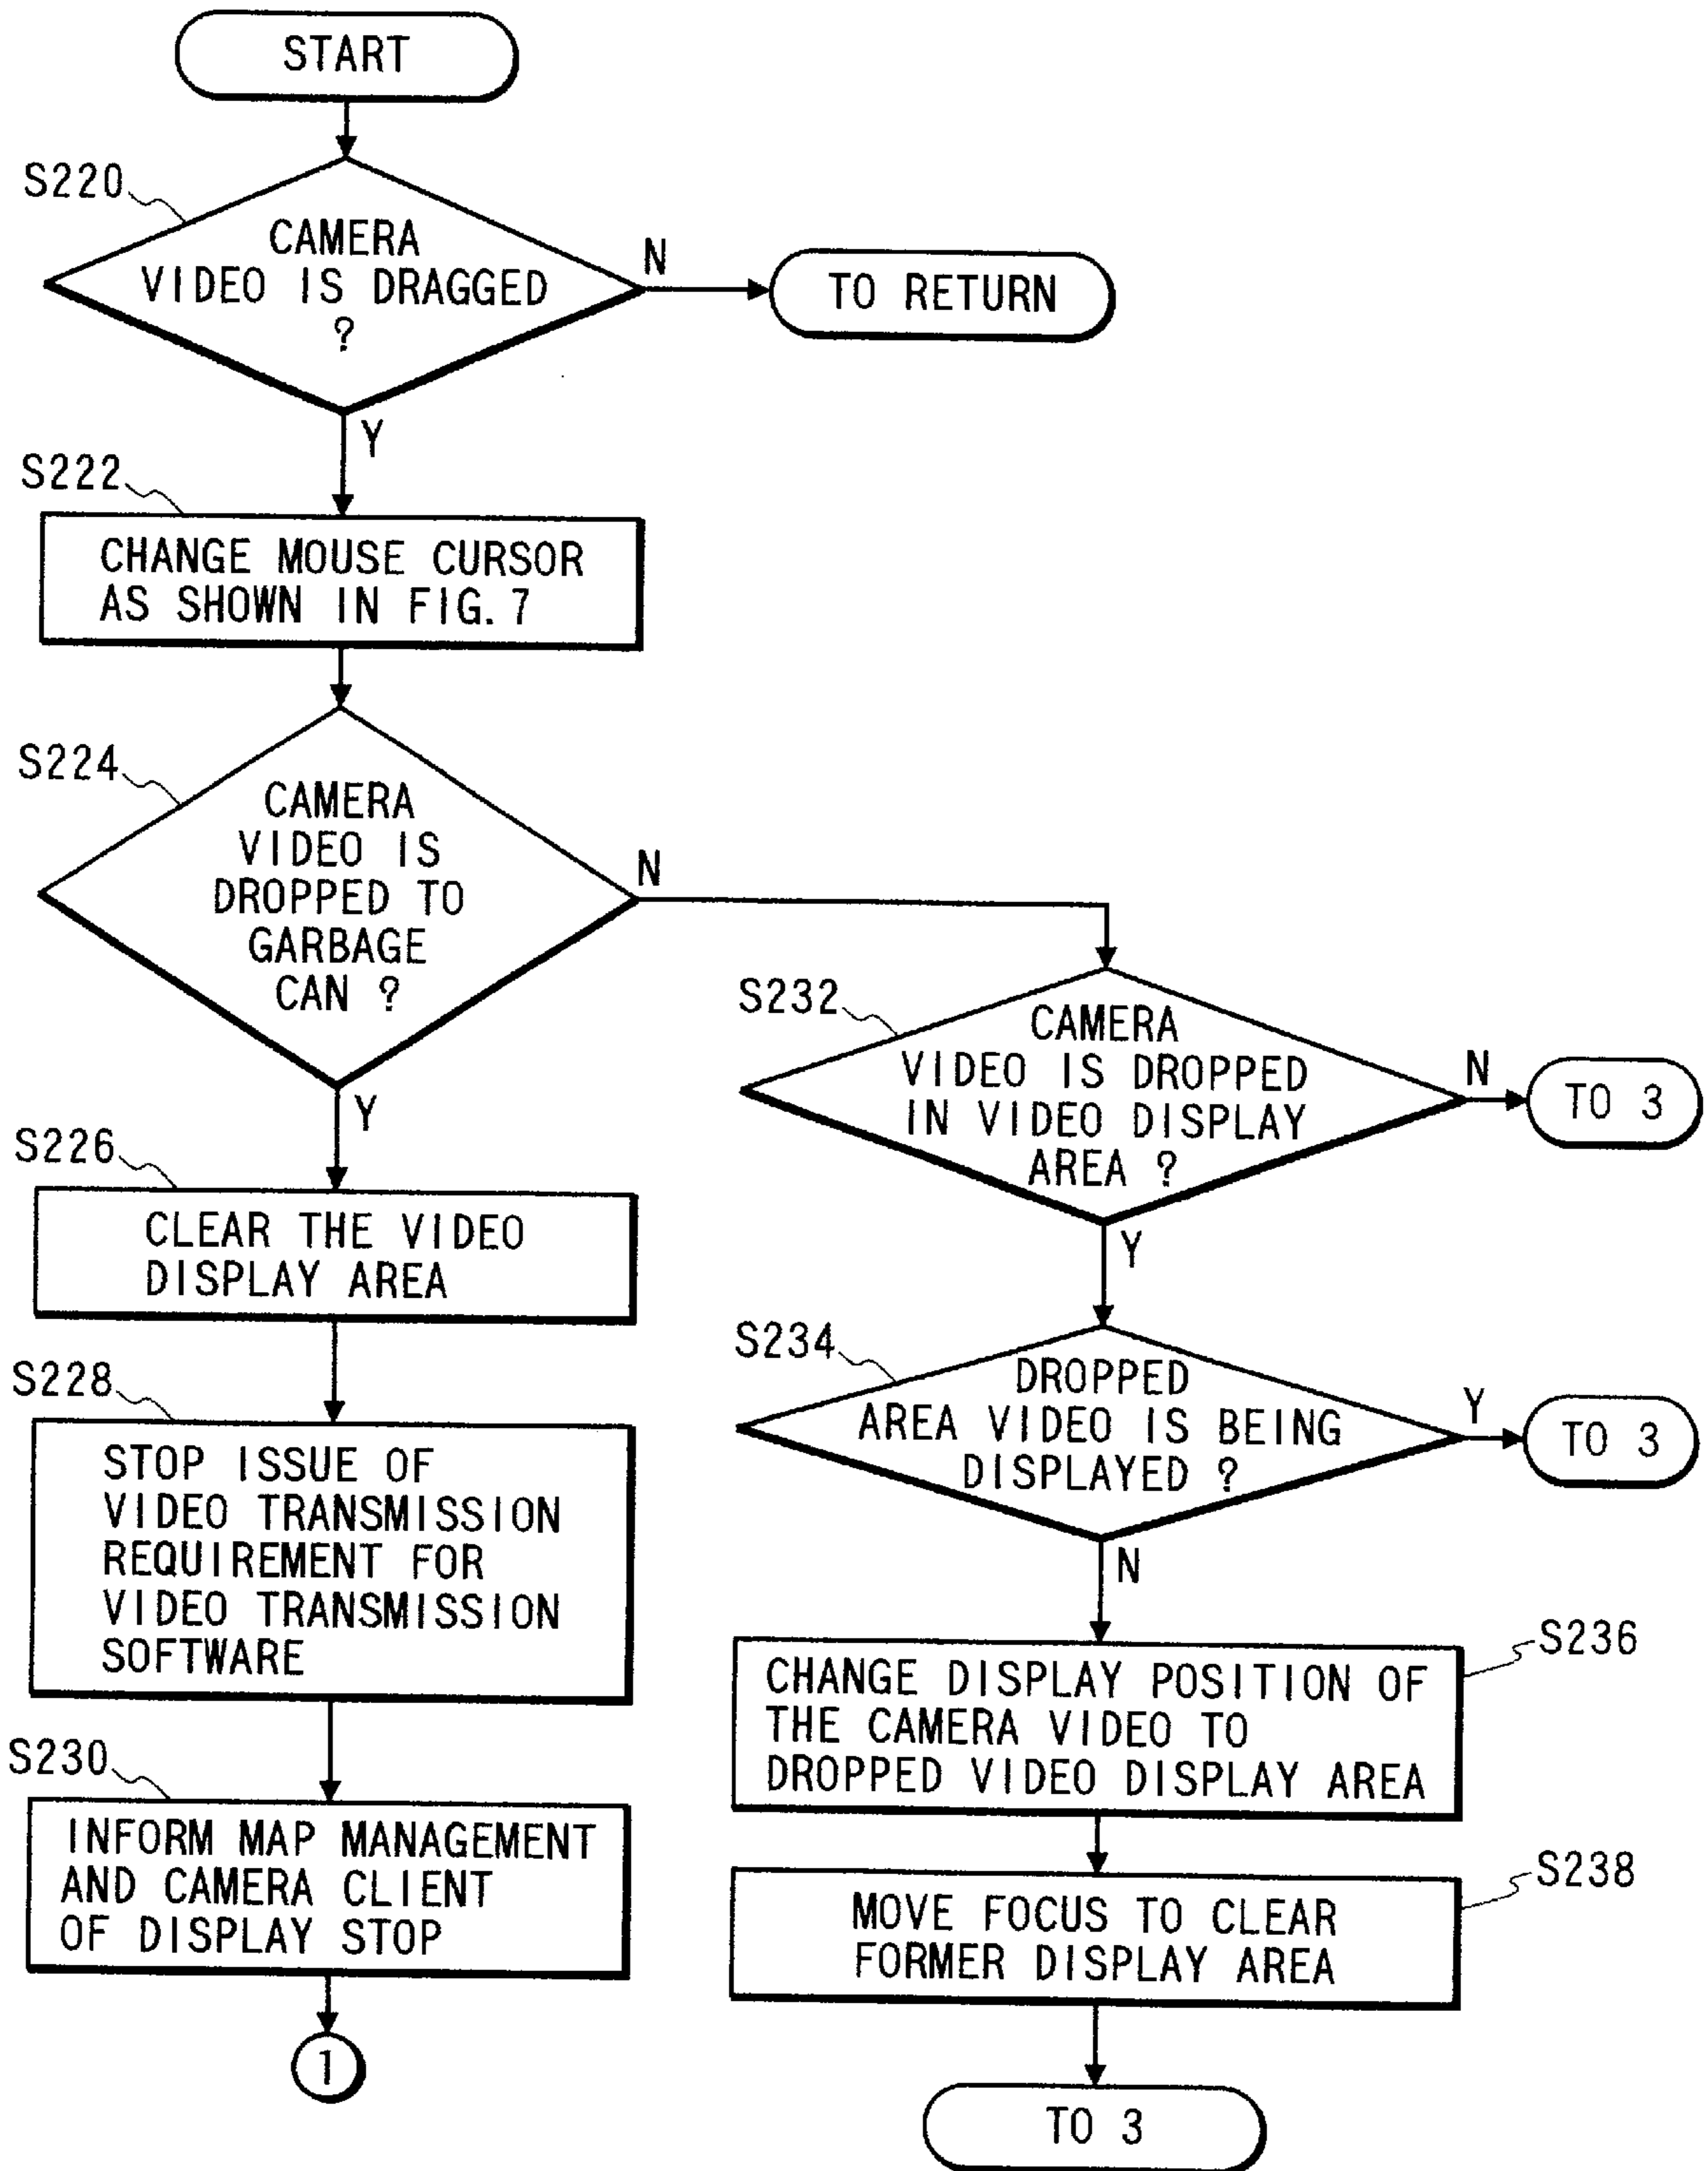 START
S220
CAMERA
VIDEO IS DRAGGED
?
N
TO RETURN
Y
S222
CHANGE MOUSE CURSOR
AS SHOWN IN FIG. 7
S224
CAMERA
VIDEO IS
DROPPED TO
GARBAGE
CAN ?
N
Y
S226
CLEAR THE VIDEO
DISPLAY AREA
S228
STOP ISSUE OF
VIDEO TRANSMISSION
REQUIREMENT FOR
VIDEO TRANSMISSION
SOFTWARE
S230
INFORM MAP MANAGEMENT
AND CAMERA CLIENT
OF DISPLAY STOP
1
S232
CAMERA
VIDEO IS DROPPED
IN VIDEO DISPLAY
AREA ?
N
TO 3
Y
S234
DROPPED
AREA VIDEO IS BEING
DISPLAYED ?
Y
TO 3
N
S236
CHANGE DISPLAY POSITION OF
THE CAMERA VIDEO TO
DROPPED VIDEO DISPLAY AREA
S238
MOVE FOCUS TO CLEAR
FORMER DISPLAY AREA
TO 3